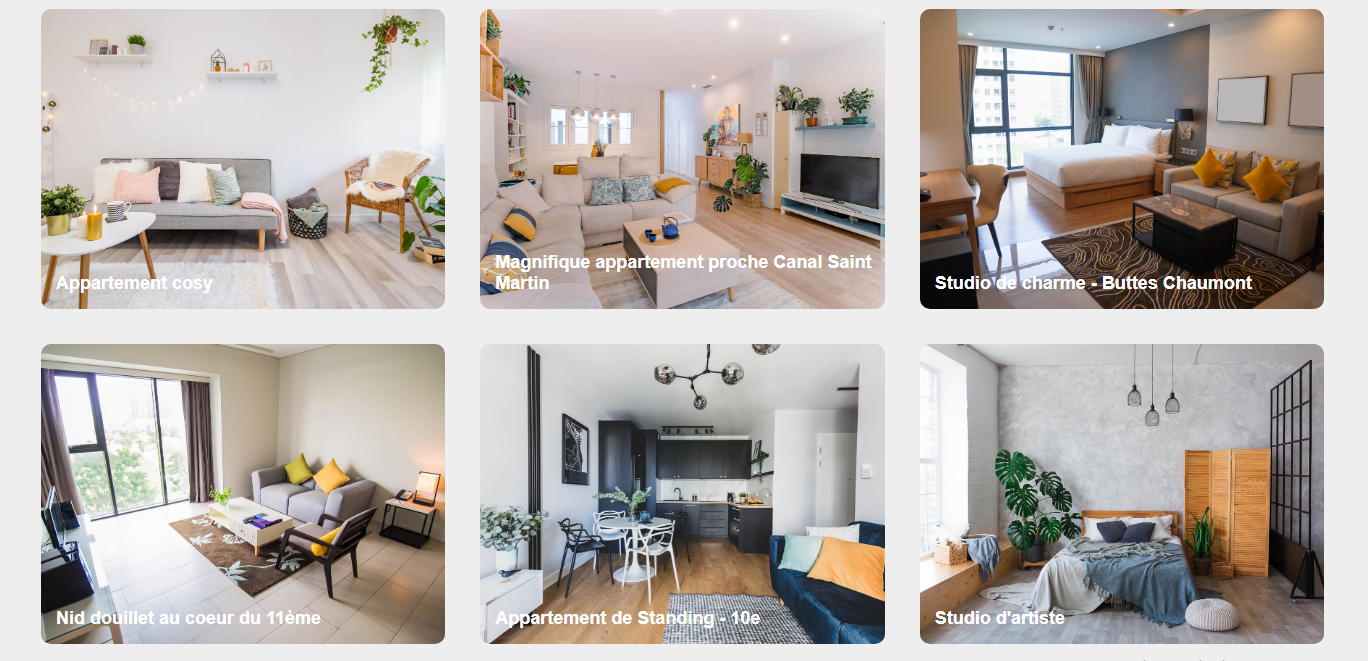 Appartement cosy
Magnifique appartement proche Canal Saint
Martin
Studio de charme - Buttes Chaumont
Nid douillet au coeur du 11ème
Appartement de Standing - 10e
Studio d'artiste